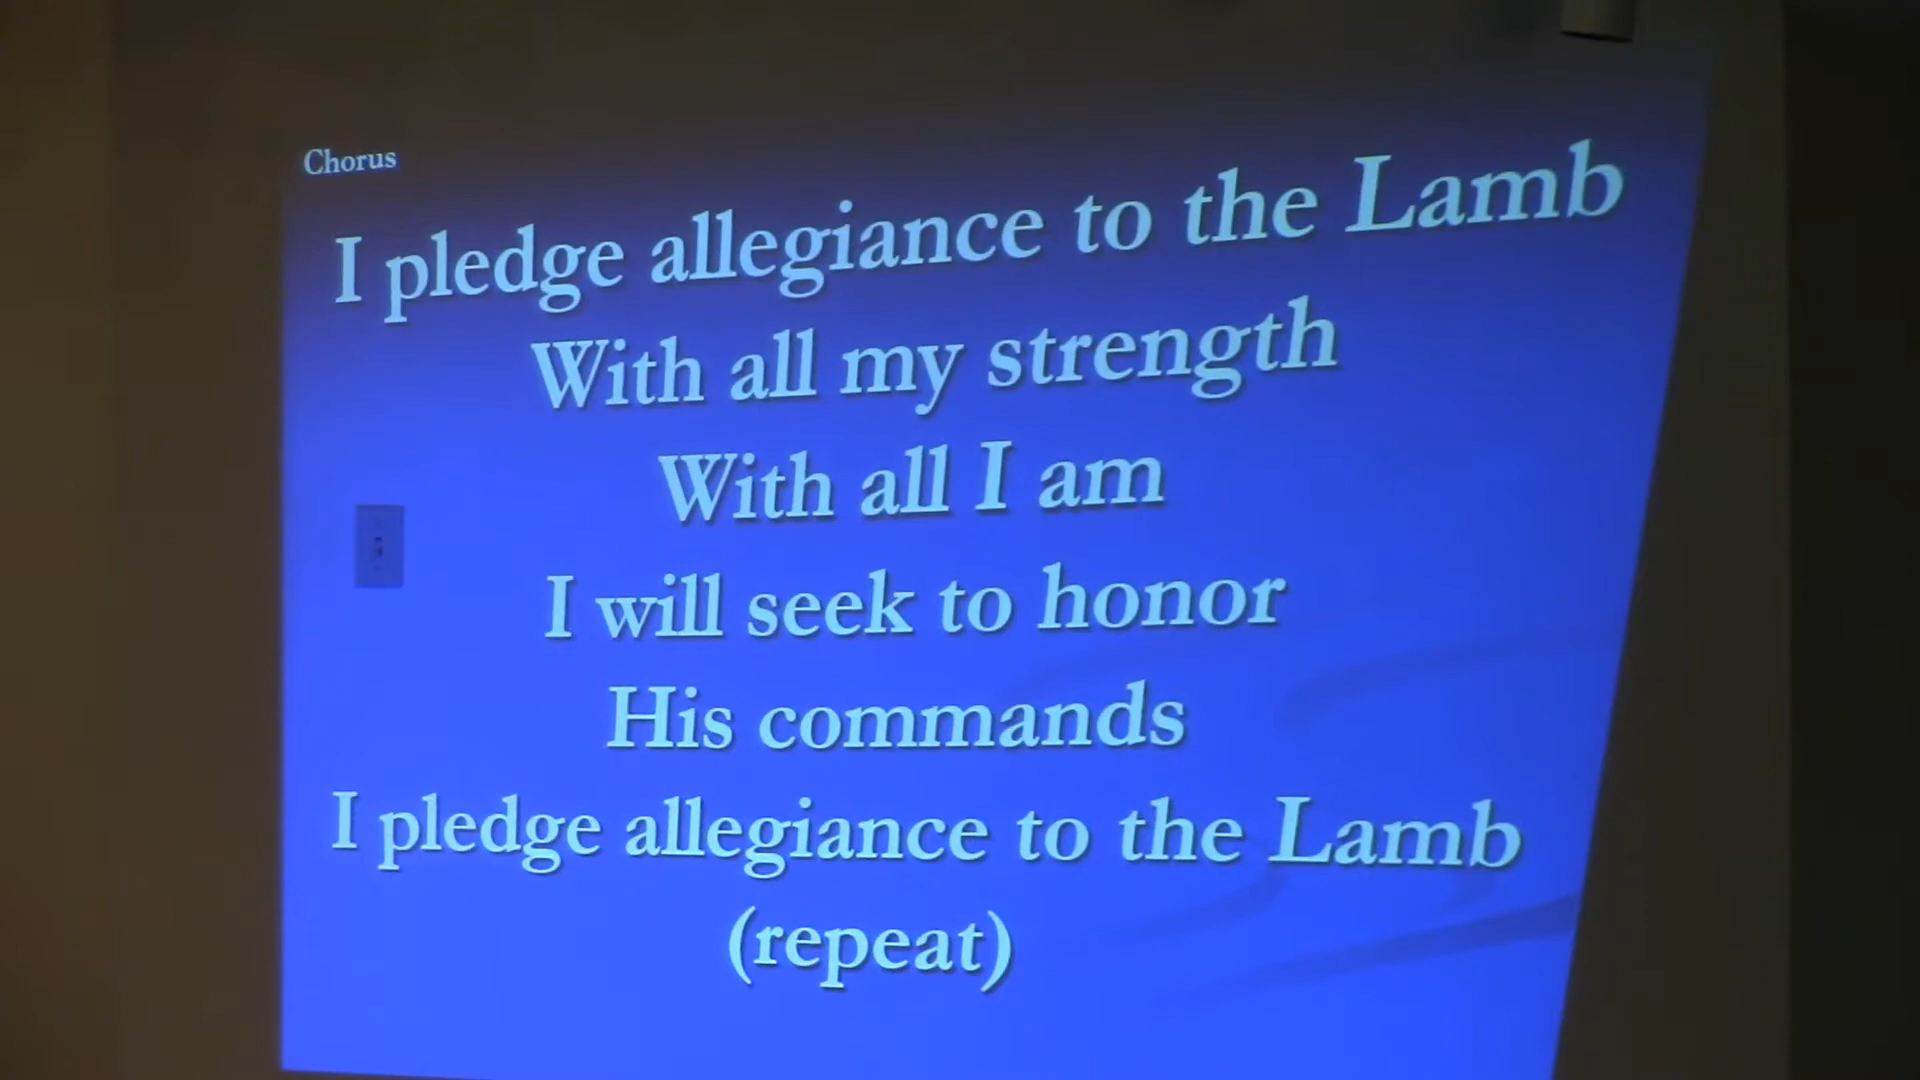 Chorus
I pledge allegiance to the Lamb
With all my strength
With all I am
I will seek to honor
His commands
I pledge allegiance to the Lamb
(repeat)